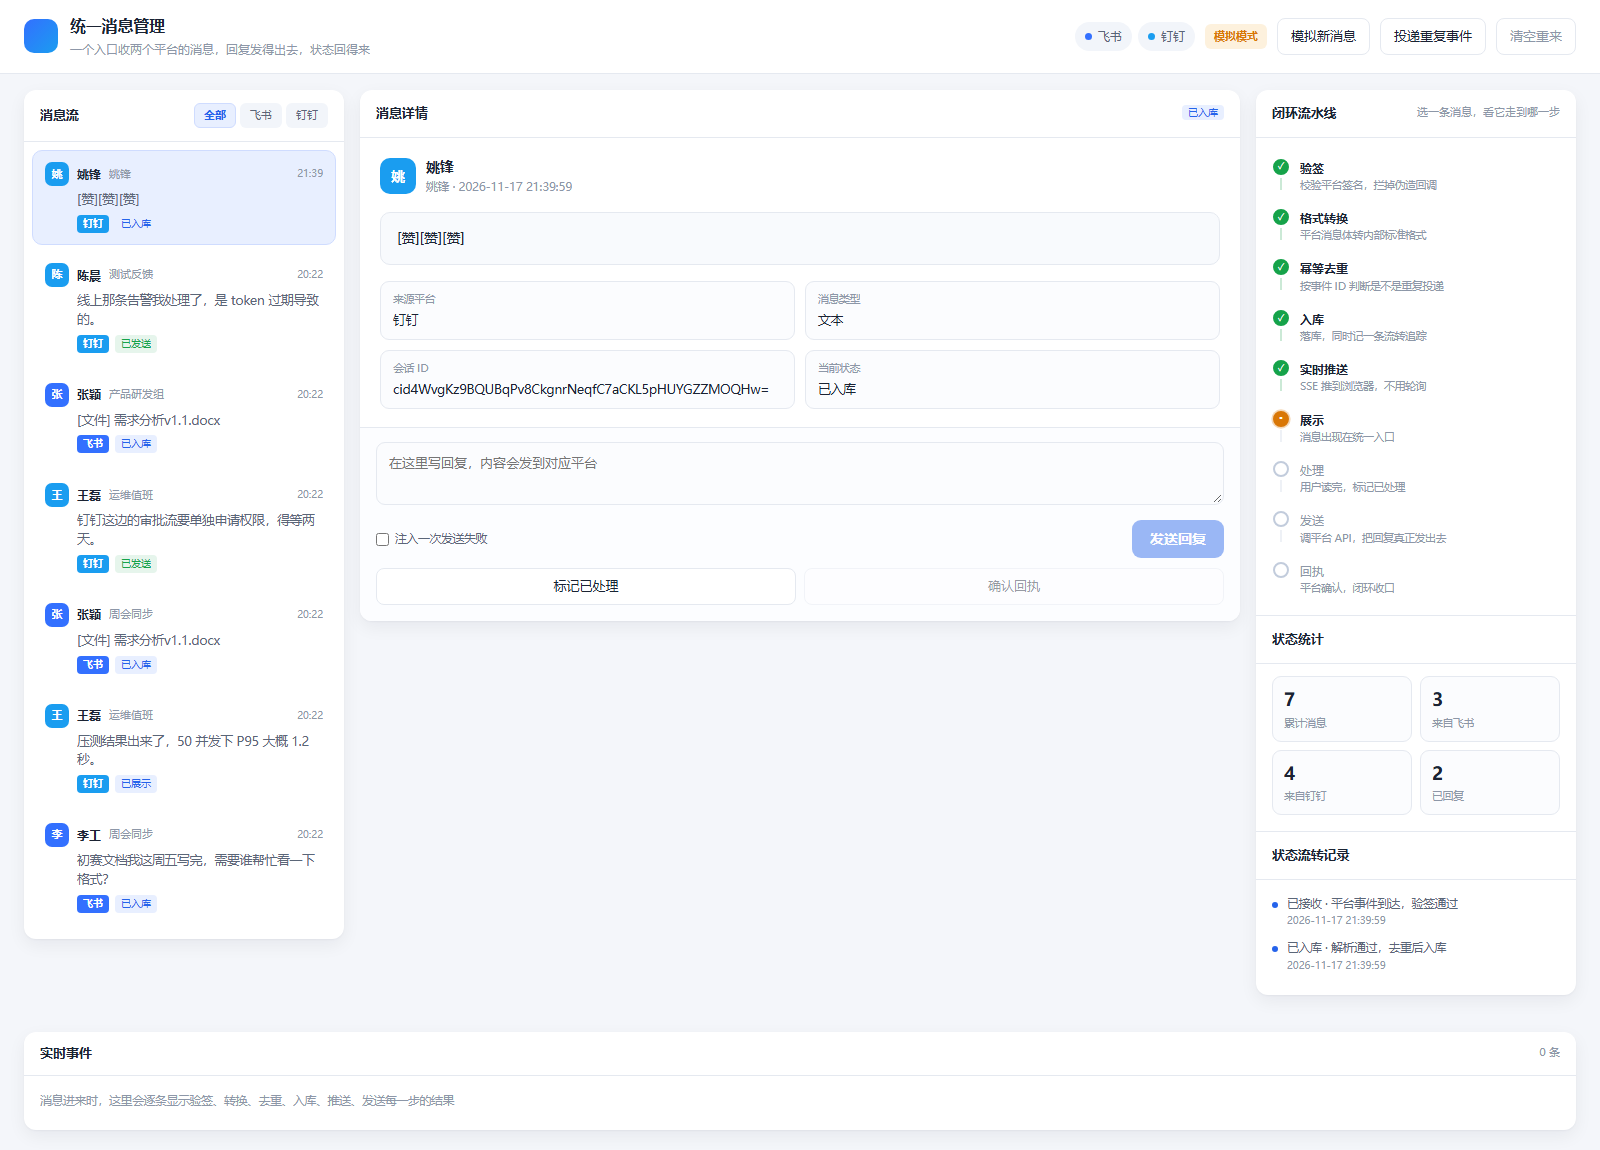 统一消息管理
一个入口收两个平台的消息，回复发得出去，状态回得来
飞书
钉钉
模拟模式
模拟新消息
投递重复事件
清空重来
消息流
全部
飞书
钉钉
姚
姚锋 姚锋 21:39
[赞][赞][赞]
钉钉 已入库
陈
陈晨 测试反馈 20:22
线上那条告警我处理了，是 token 过期导致
的。
钉钉 已发送
张
张颖 产品研发组 20:22
[文件] 需求分析v1.1.docx
飞书 已入库
王
王磊 运维值班 20:22
钉钉这边的审批流要单独申请权限，得等两
天。
钉钉 已发送
张
张颖 周会同步 20:22
[文件] 需求分析v1.1.docx
飞书 已入库
王
王磊 运维值班 20:22
压测结果出来了，50 并发下 P95 大概 1.2
秒。
钉钉 已展示
李
李工 周会同步 20:22
初赛文档我这周五写完，需要谁帮忙看一下
格式?
飞书 已入库
消息详情
已入库
姚
姚锋
姚锋 · 2026-11-17 21:39:59
[赞][赞][赞]
来源平台
钉钉
消息类型
文本
会话 ID
cid4WvgKz9BQUBqPv8CkgnrNeqfC7aCKL5pHUYGZZMOQHw=
当前状态
已入库
在这里写回复，内容会发到对应平台
注入一次发送失败
发送回复
标记已处理
确认回执
闭环流水线
选一条消息，看它走到哪一步
验签
校验平台签名，拦掉伪造回调
格式转换
平台消息体转内部标准格式
幂等去重
按事件 ID 判断是不是重复投递
入库
落库，同时记一条流转追踪
实时推送
SSE 推到浏览器，不用轮询
展示
消息出现在统一入口
处理
用户读完，标记已处理
发送
调平台 API，把回复真正发出去
回执
平台确认，闭环收口
状态统计
7
累计消息
3
来自飞书
4
来自钉钉
2
已回复
状态流转记录
已接收 · 平台事件到达，验签通过
2026-11-17 21:39:59
已入库 · 解析通过，去重后入库
2026-11-17 21:39:59
实时事件
0 条
消息进来时，这里会逐条显示验签、转换、去重、入库、推送、发送每一步的结果